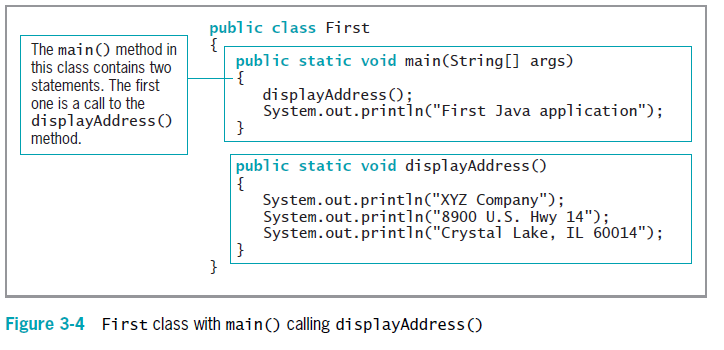 public class First
{
The main() method in
this class contains two
statements. The first
one is a call to the
displayAddress()
method.
public static void main(String[] args)
{
displayAddress();
System.out.println("First Java application");
}
public static void displayAddress()
{
System.out.println("XYZ Company");
System.out.println("8900 U.S. Hwy 14");
System.out.println("Crystal Lake, IL 60014");
}
}
Figure 3-4 First class with main() calling displayAddress()